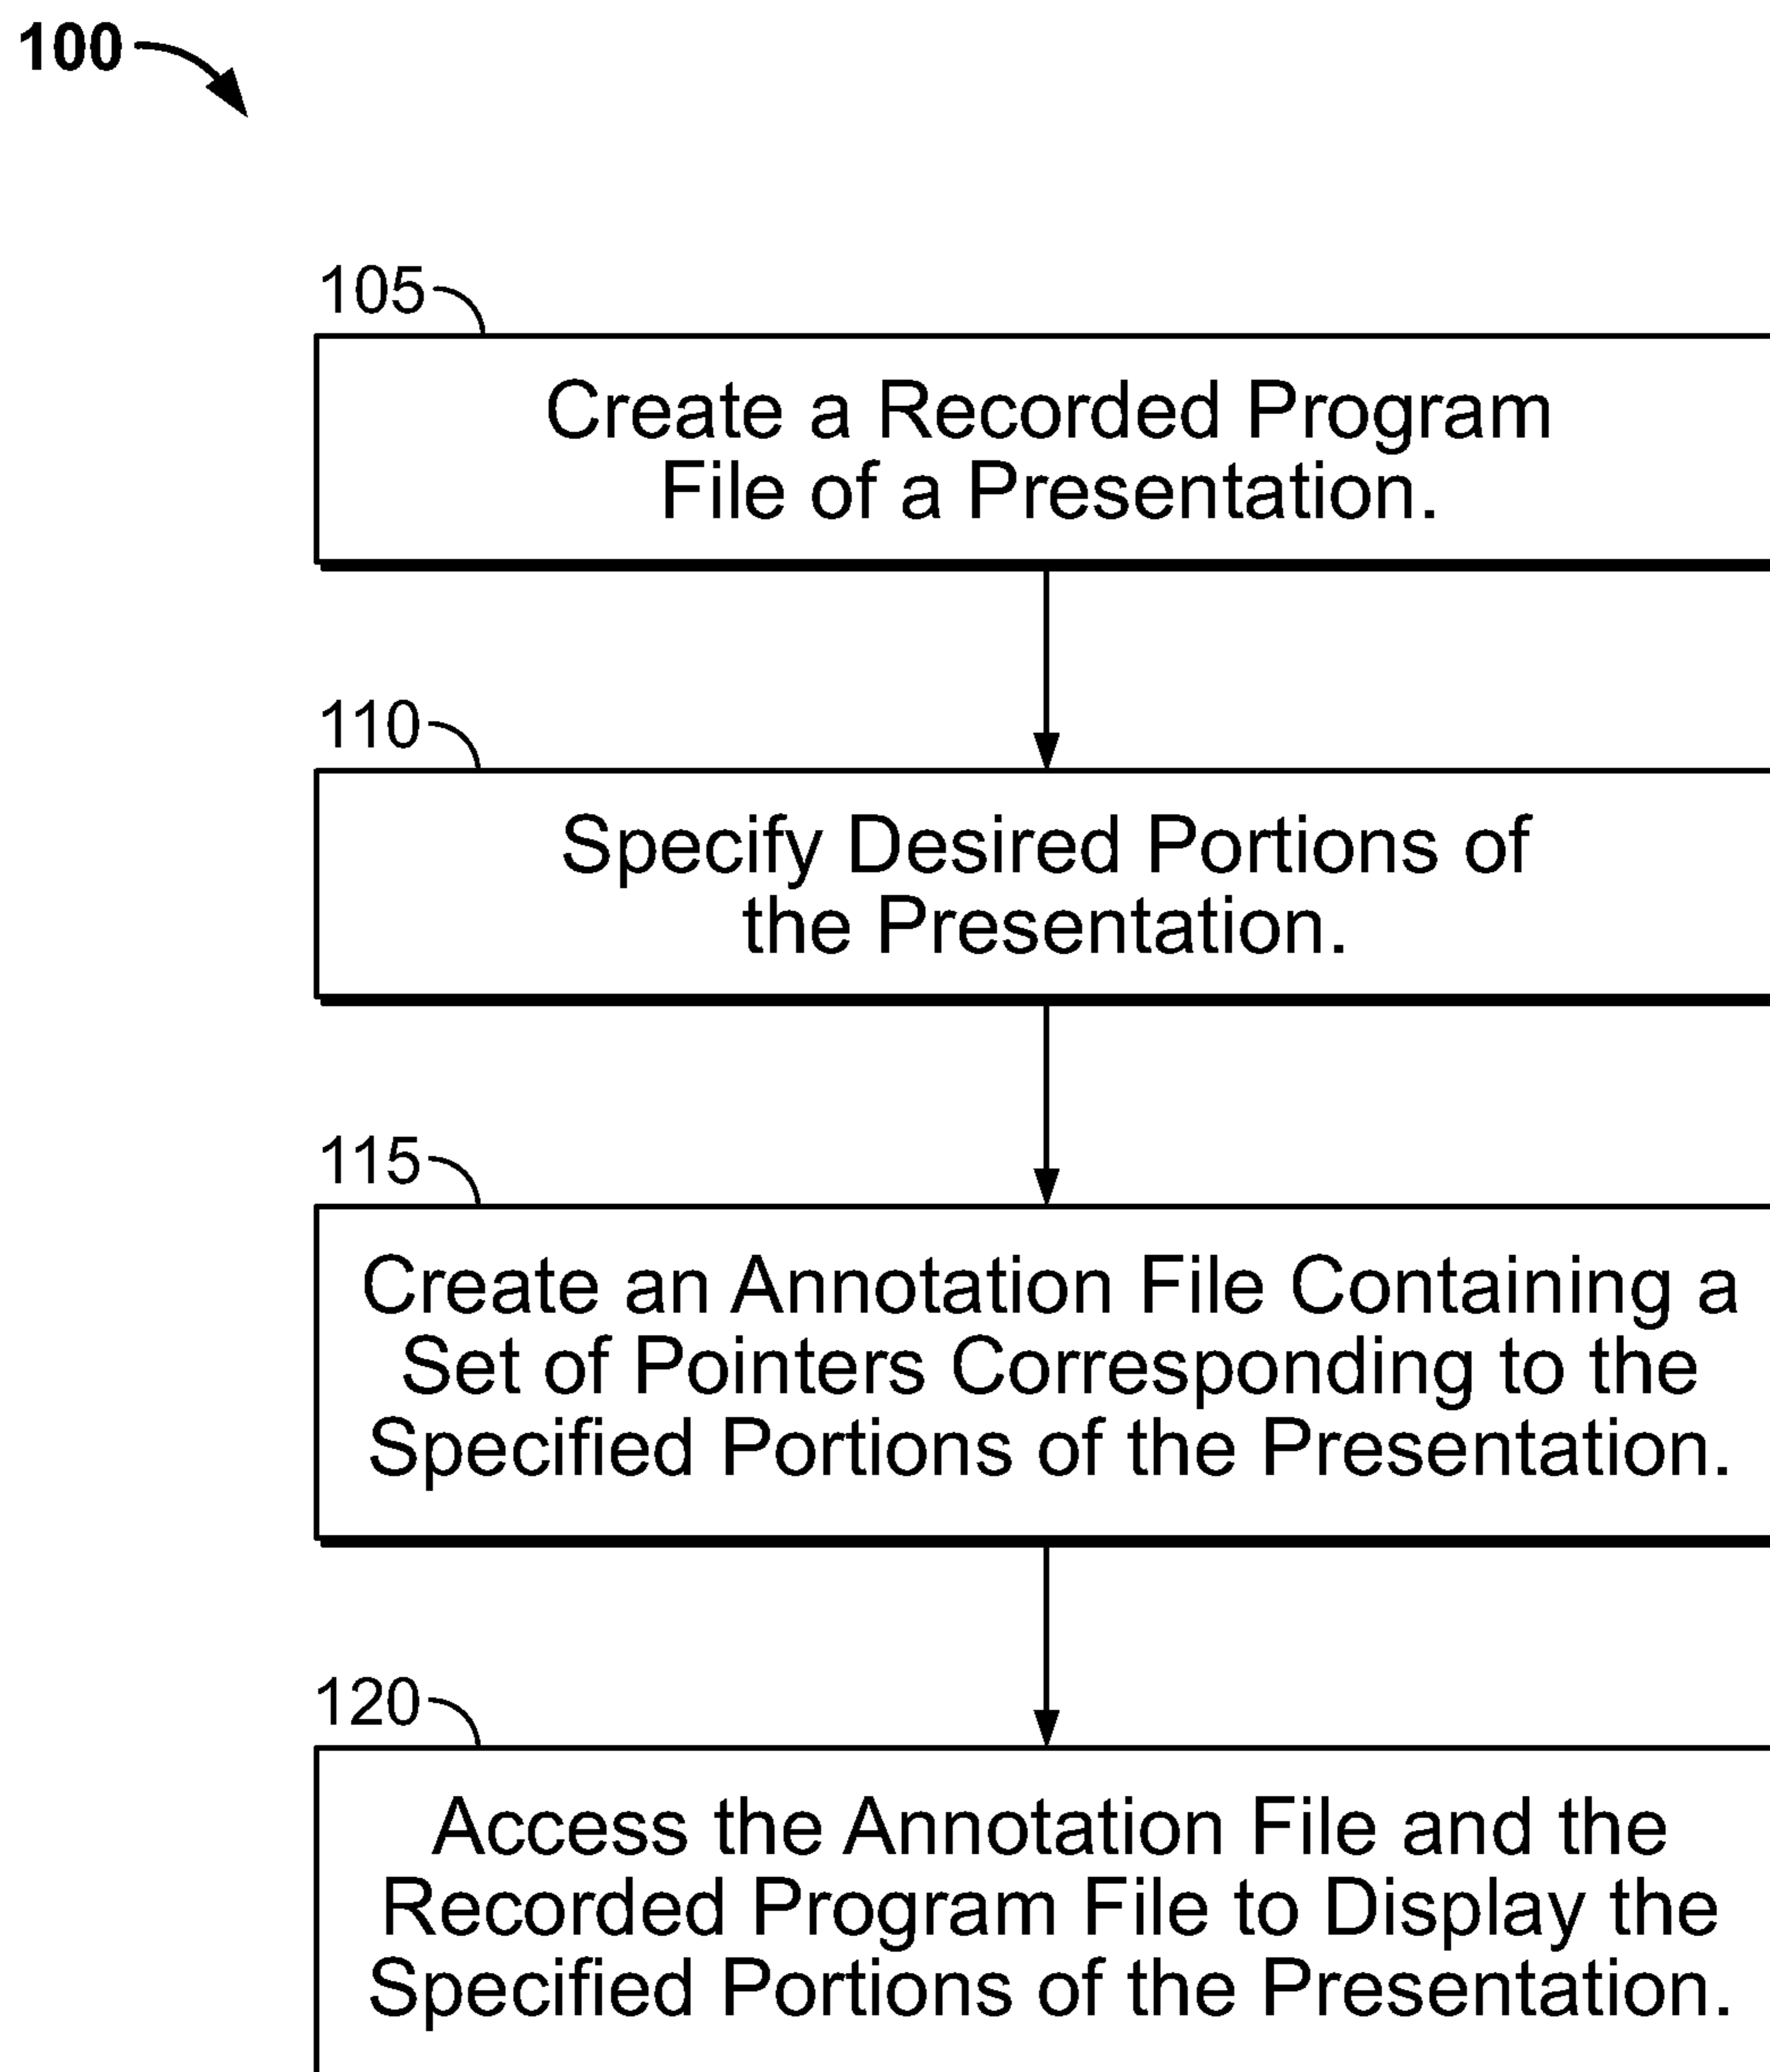 100
105
Create a Recorded Program
File of a Presentation.
110
Specify Desired Portions of
the Presentation.
115
Create an Annotation File Containing a
Set of Pointers Corresponding to the
Specified Portions of the Presentation.
120
Access the Annotation File and the
Recorded Program File to Display the
Specified Portions of the Presentation.